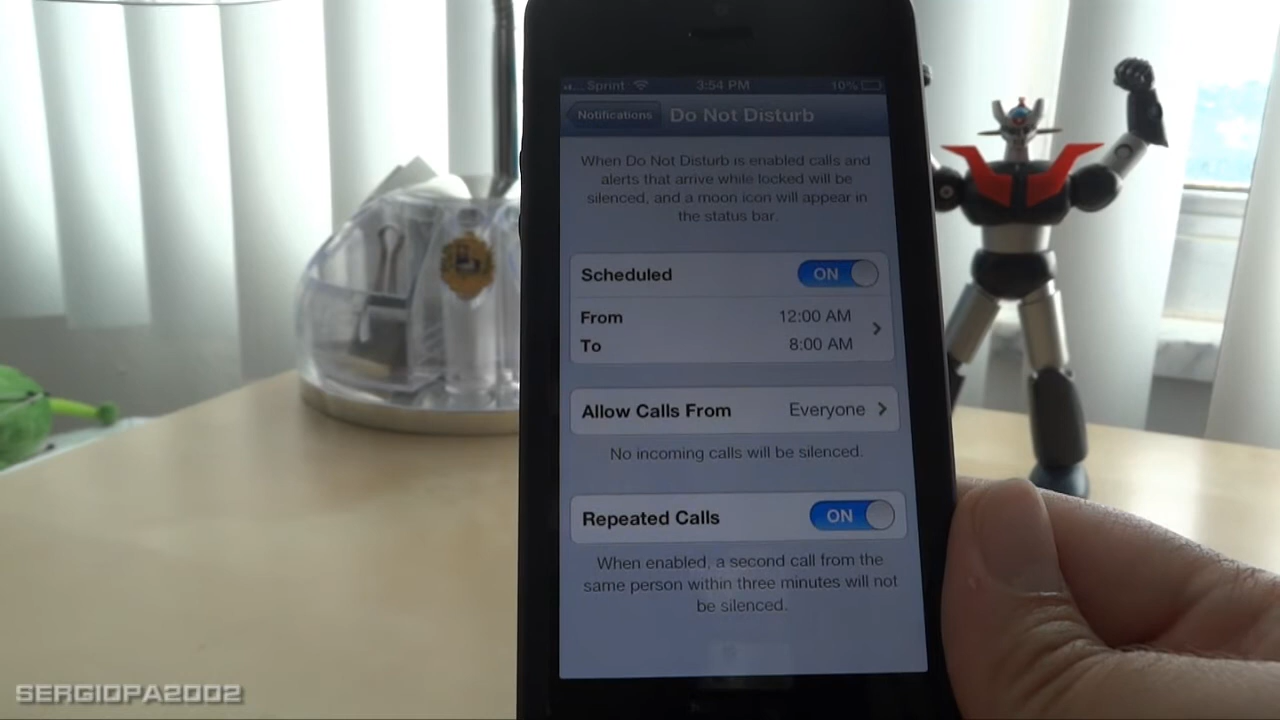 Sprint 3:54 PM 10%
Notifications Do Not Disturb
When Do Not Disturb is enabled calls and
alerts that arrive while locked will be
silenced, and a moon icon will appear in
the status bar.
Scheduled ON
From 12:00 AM
To 8:00 AM
Allow Calls From Everyone
No incoming calls will be silenced.
Repeated Calls ON
When enabled, a second call from the
same person within three minutes will not
be silenced.
SERGIOPA2002